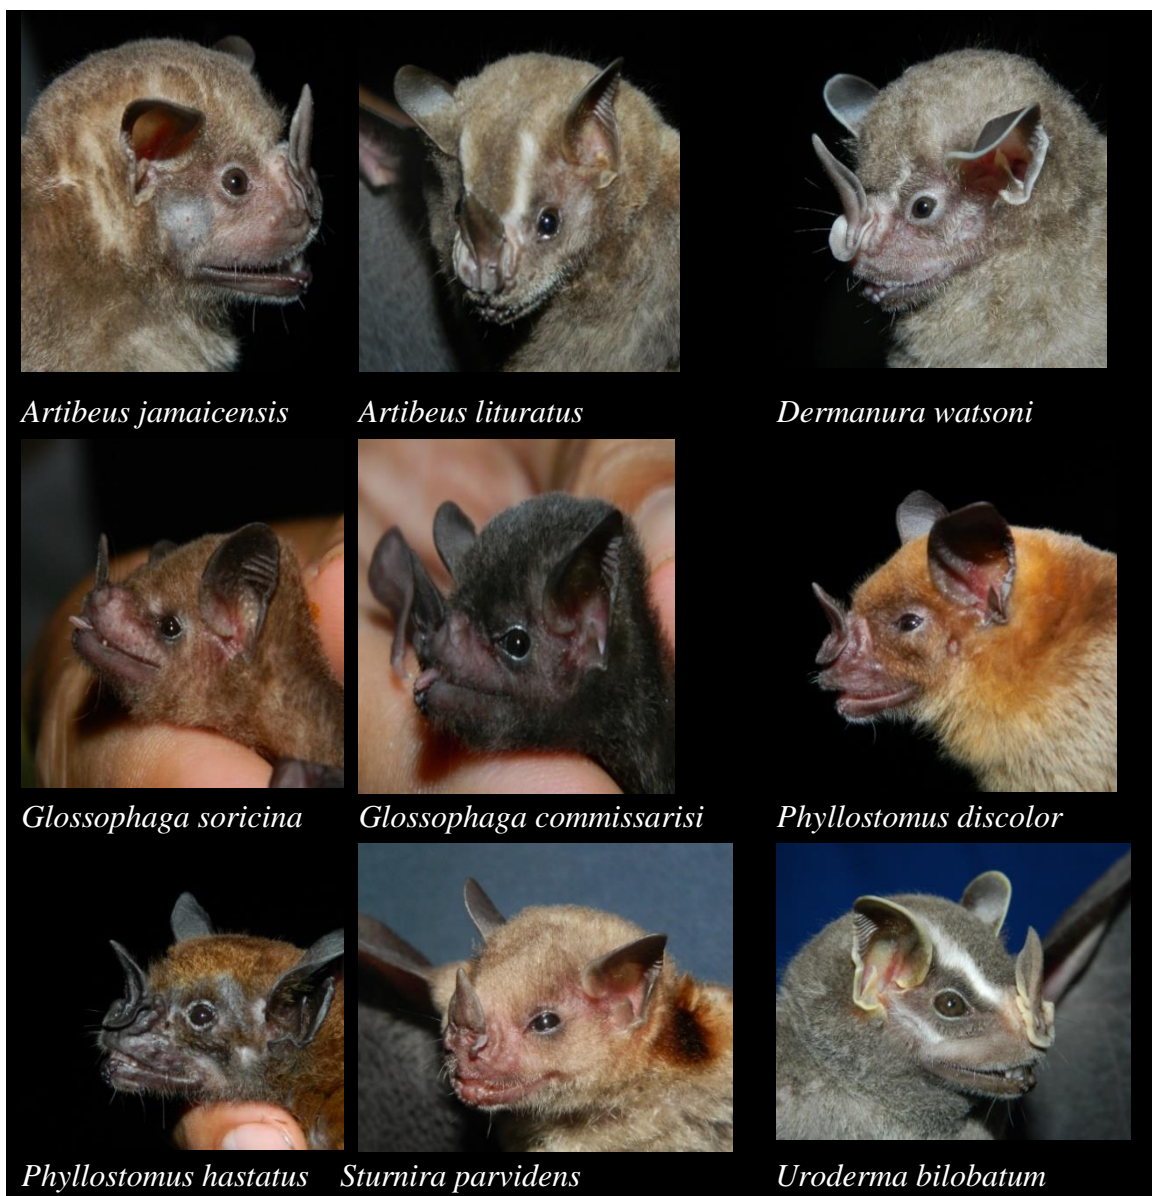 Artibeus jamaicensis Artibeus lituratus Dermanura watsoni
Glossophaga soricina Glossophaga commissarisi Phyllostomus discolor
Phyllostomus hastatus Sturnira parvidens Uroderma bilobatum